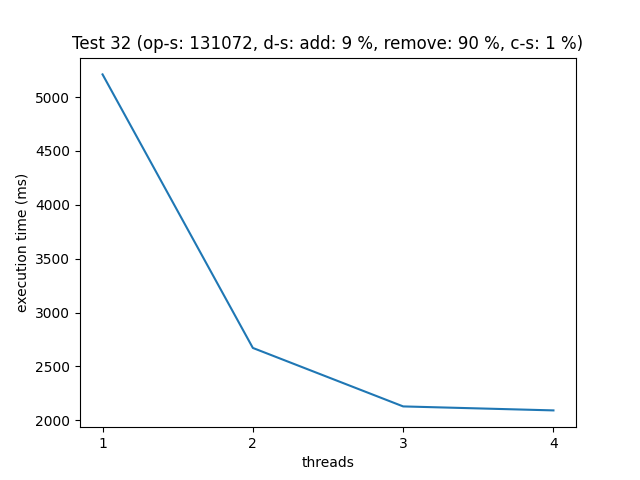 Test 32 (op-s: 131072, d-s: add: 9 %, remove: 90 %, c-s: 1 %)
execution time (ms)
5000
4500
4000
3500
3000
2500
2000
1 2 3 4
threads